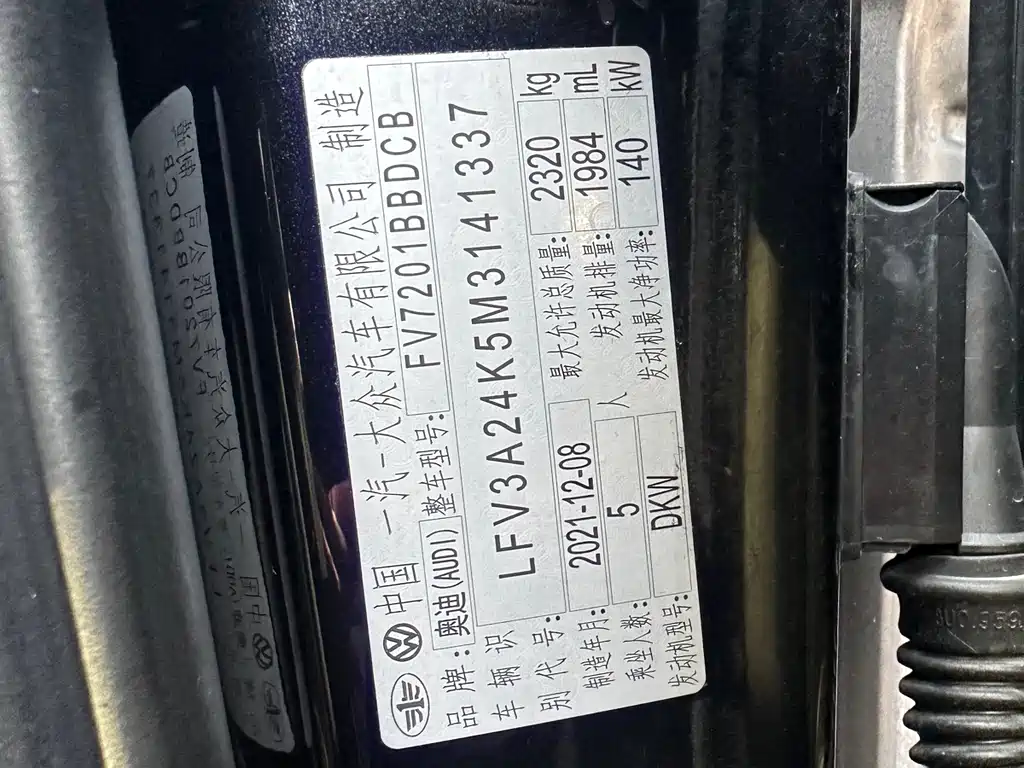 中国 一汽-大众汽车有限公司 制造
品牌: 奥迪(AUDI) 整车型号: FV7201BBDCB
车辆识别代号: LFV3A24K5M3141337
制造年月: 2021-12-08 最大允许总质量: 2320 kg
乘坐人数: 5 人 发动机排量: 1984 mL
发动机型号: DKW 发动机最大净功率: 140 kW